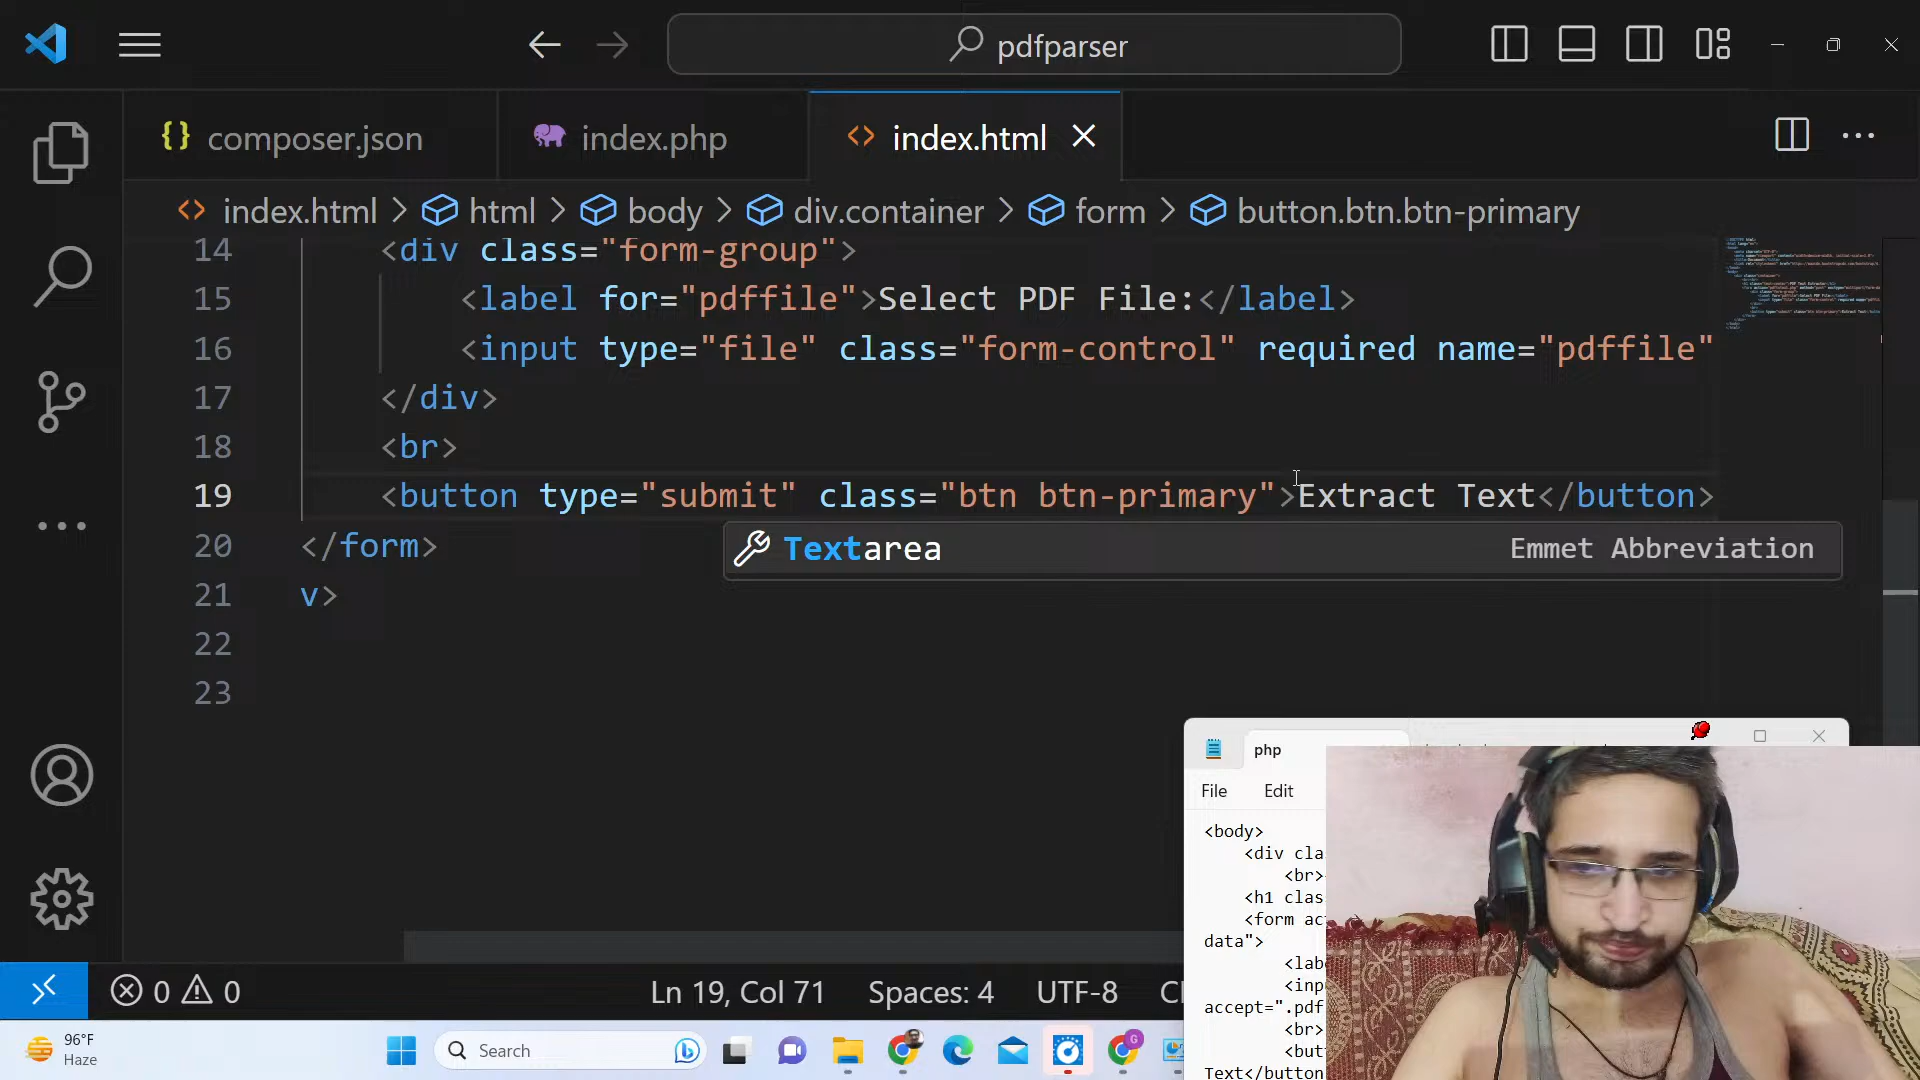 pdfparser
composer.json
index.php
index.html
index.html > html > body > div.container > form > button.btn.btn-primary
14 <div class="form-group">
15 <label for="pdffile">Select PDF File:</label>
16 <input type="file" class="form-control" required name="pdffile"
17 </div>
18 <br>
19 <button type="submit" class="btn btn-primary">Extract Text</button>
Textarea Emmet Abbreviation
20 </form>
21 v>
22
23
php
File Edit
<body>
<div cla
<br>
<h1 clas
<form ac
data">
<lab
<inp
accept=".pdf
<br>
<but
Text</button
0 0
Ln 19, Col 71 Spaces: 4 UTF-8
96°F
Haze
Search